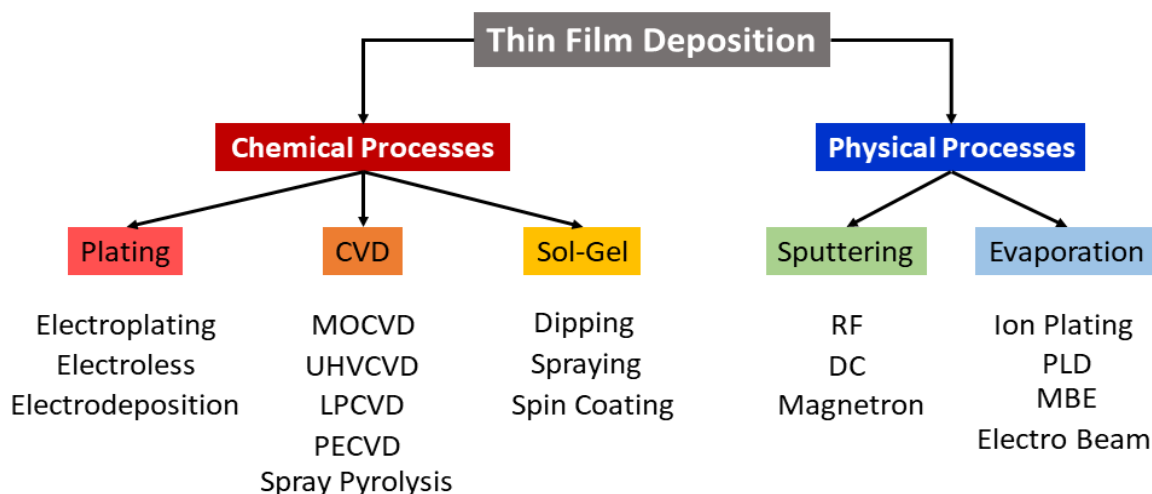 Thin Film Deposition
Chemical Processes
Physical Processes
Plating
CVD
Sol-Gel
Sputtering
Evaporation
Electroplating
Electroless
Electrodeposition
MOCVD
UHVCVD
LPCVD
PECVD
Spray Pyrolysis
Dipping
Spraying
Spin Coating
RF
DC
Magnetron
Ion Plating
PLD
MBE
Electro Beam